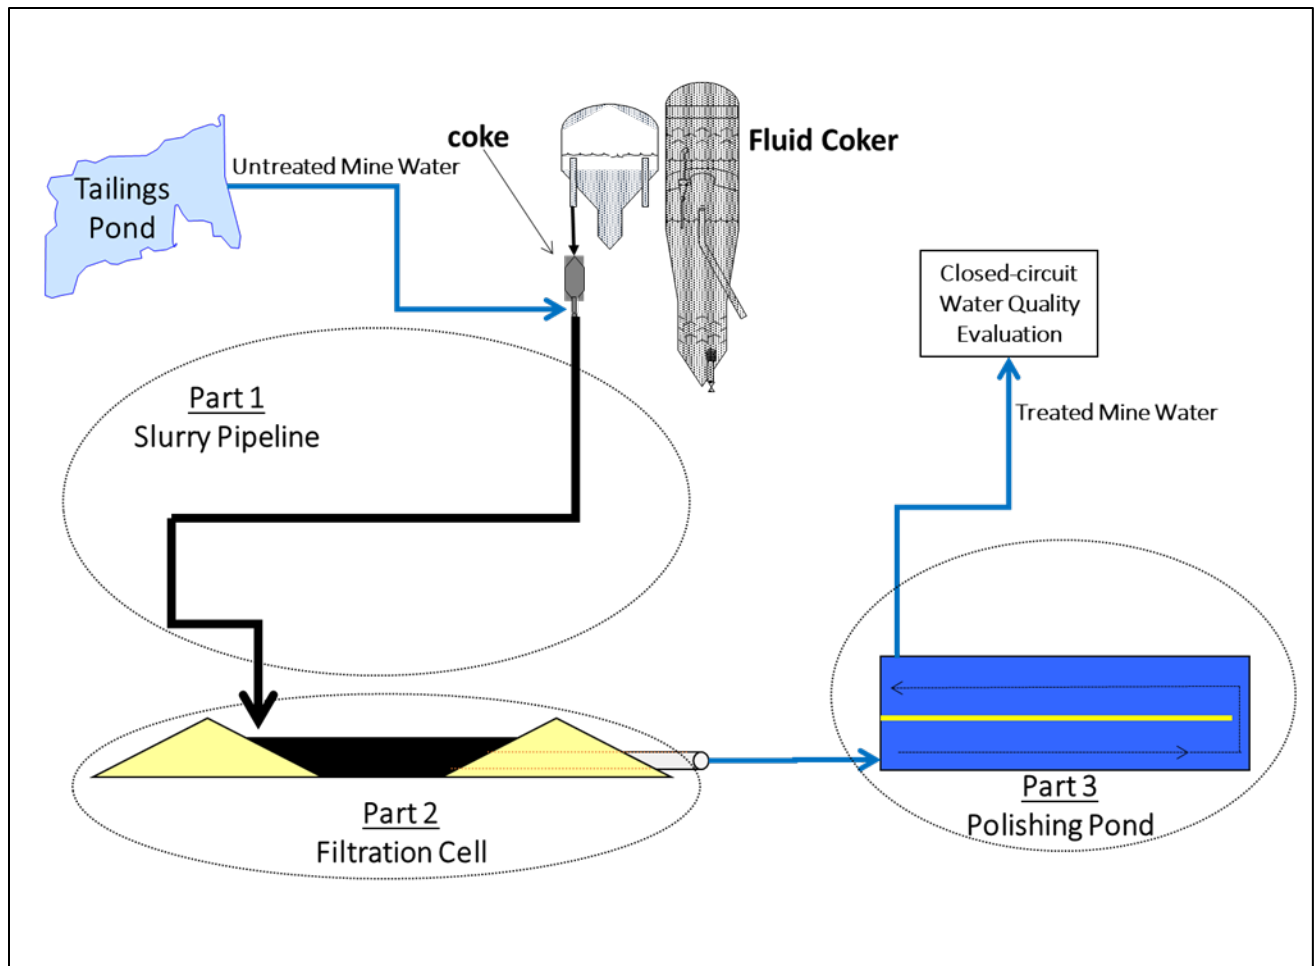 coke
Fluid Coker
Untreated Mine Water
Tailings
Pond
Closed-circuit
Water Quality
Evaluation
Part 1
Slurry Pipeline
Treated Mine Water
Part 2
Filtration Cell
Part 3
Polishing Pond